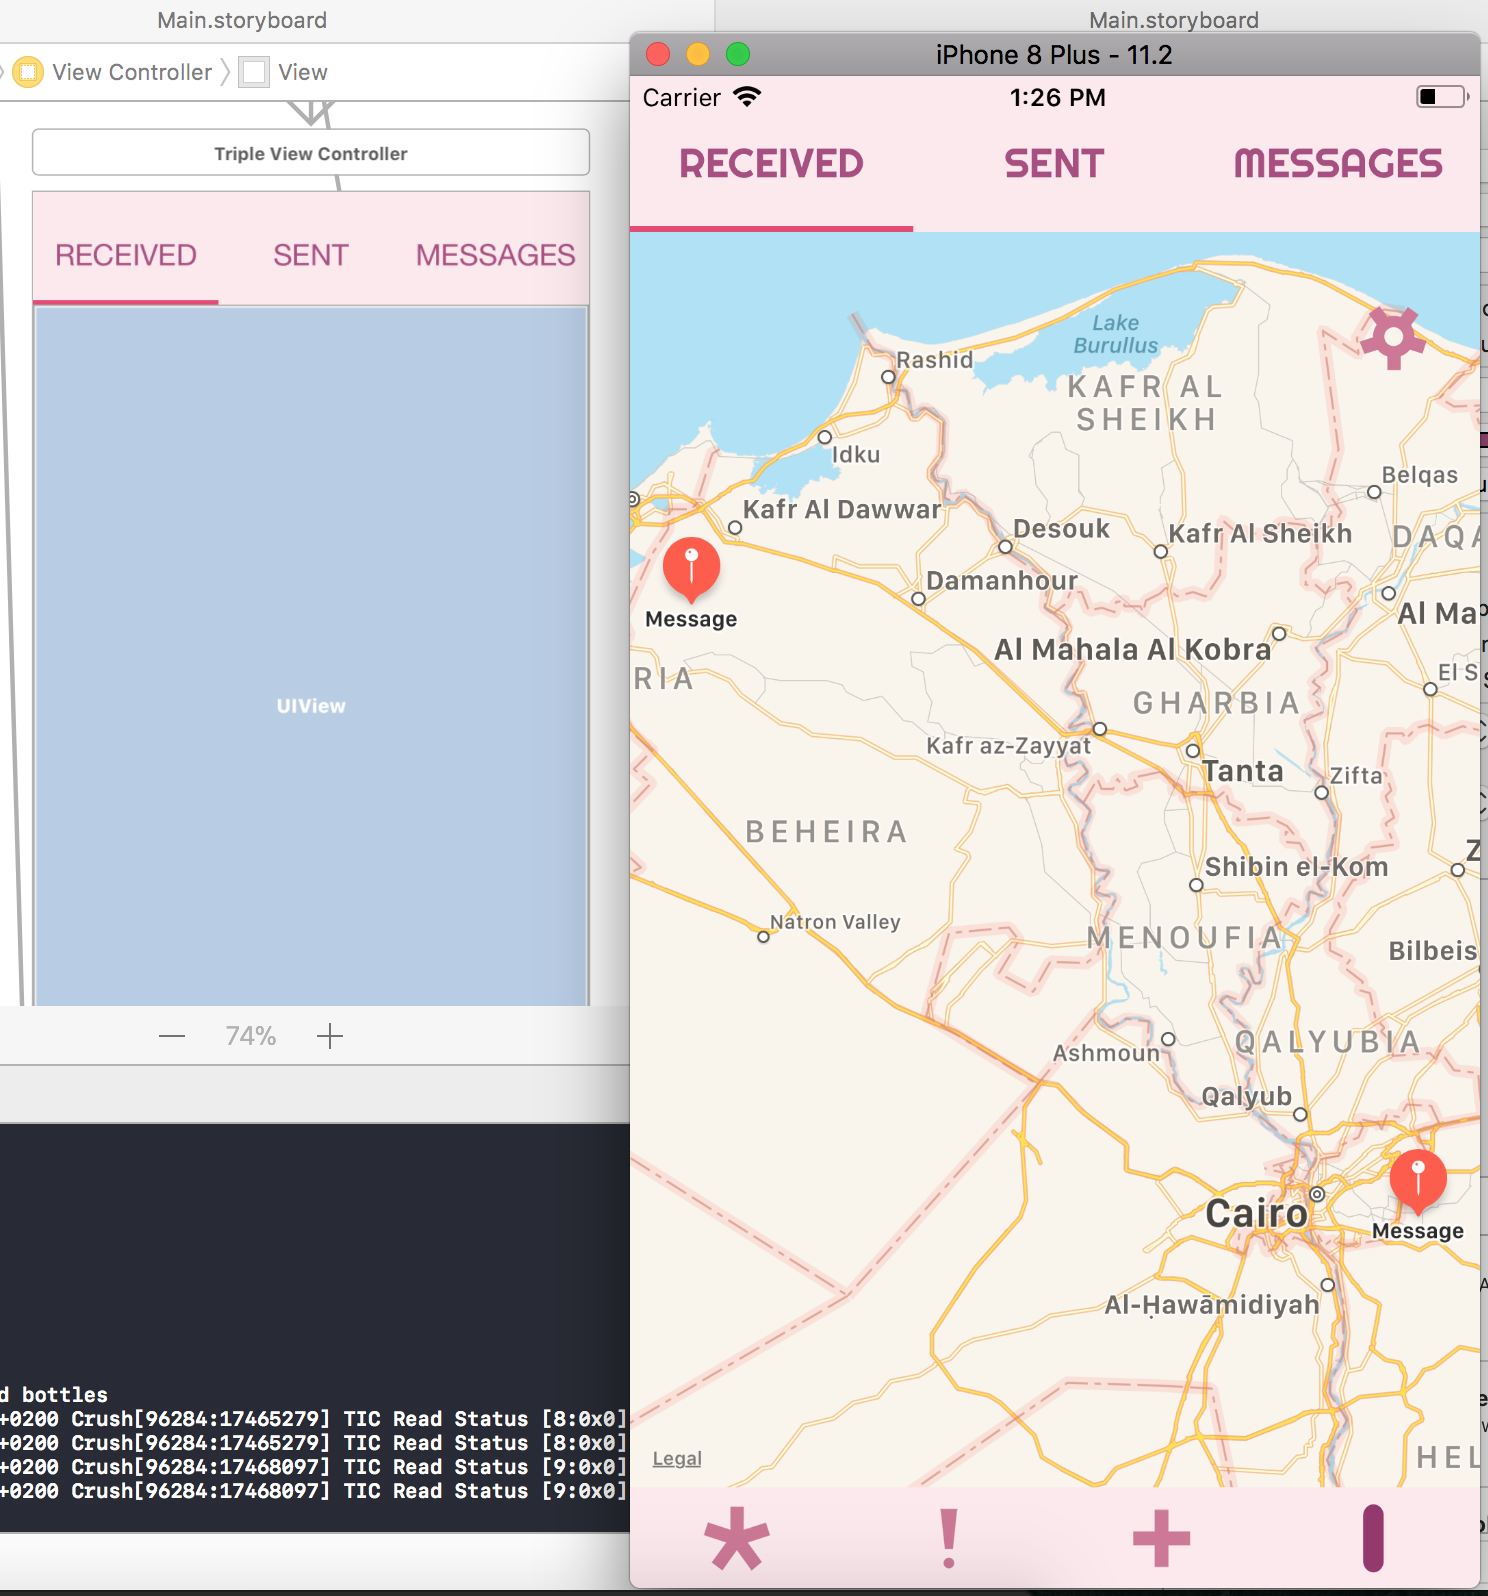 Main.storyboard
Main.storyboard
View Controller
View
iPhone 8 Plus - 11.2
Carrier
1:26 PM
Triple View Controller
RECEIVED
SENT
MESSAGES
RECEIVED
SENT
MESSAGES
UIView
74%
Lake
Burullus
Rashid
KAFR AL
SHEIKH
Idku
Belqas
Kafr Al Dawwar
Desouk
Kafr Al Sheikh
DAQA
Damanhour
Message
Al Ma
Al Mahala Al Kobra
RIA
El S
GHARBIA
Kafr az-Zayyat
Tanta
Zifta
BEHEIRA
Z
Shibin el-Kom
Natron Valley
MENOUFIA
Bilbeis
QALYUBIA
Ashmoun
Qalyub
Cairo
Message
Al-Ḥawāmidiyah
HEL
Legal
d bottles
+0200 Crush[96284:17465279] TIC Read Status [8:0x0]
+0200 Crush[96284:17465279] TIC Read Status [8:0x0]
+0200 Crush[96284:17468097] TIC Read Status [9:0x0]
+0200 Crush[96284:17468097] TIC Read Status [9:0x0]